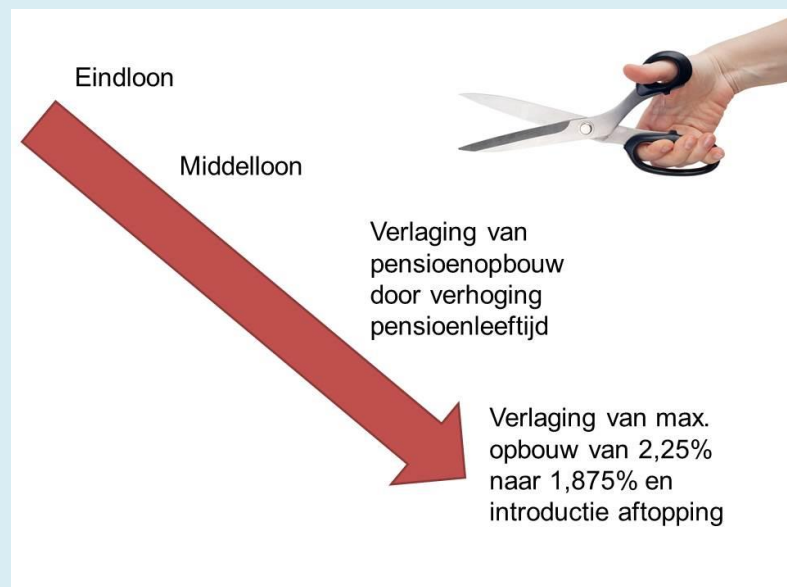 Eindloon
Middelloon
Verlaging van
pensioenopbouw
door verhoging
pensioenleeftijd
Verlaging van max.
opbouw van 2,25%
naar 1,875% en
introductie aftopping